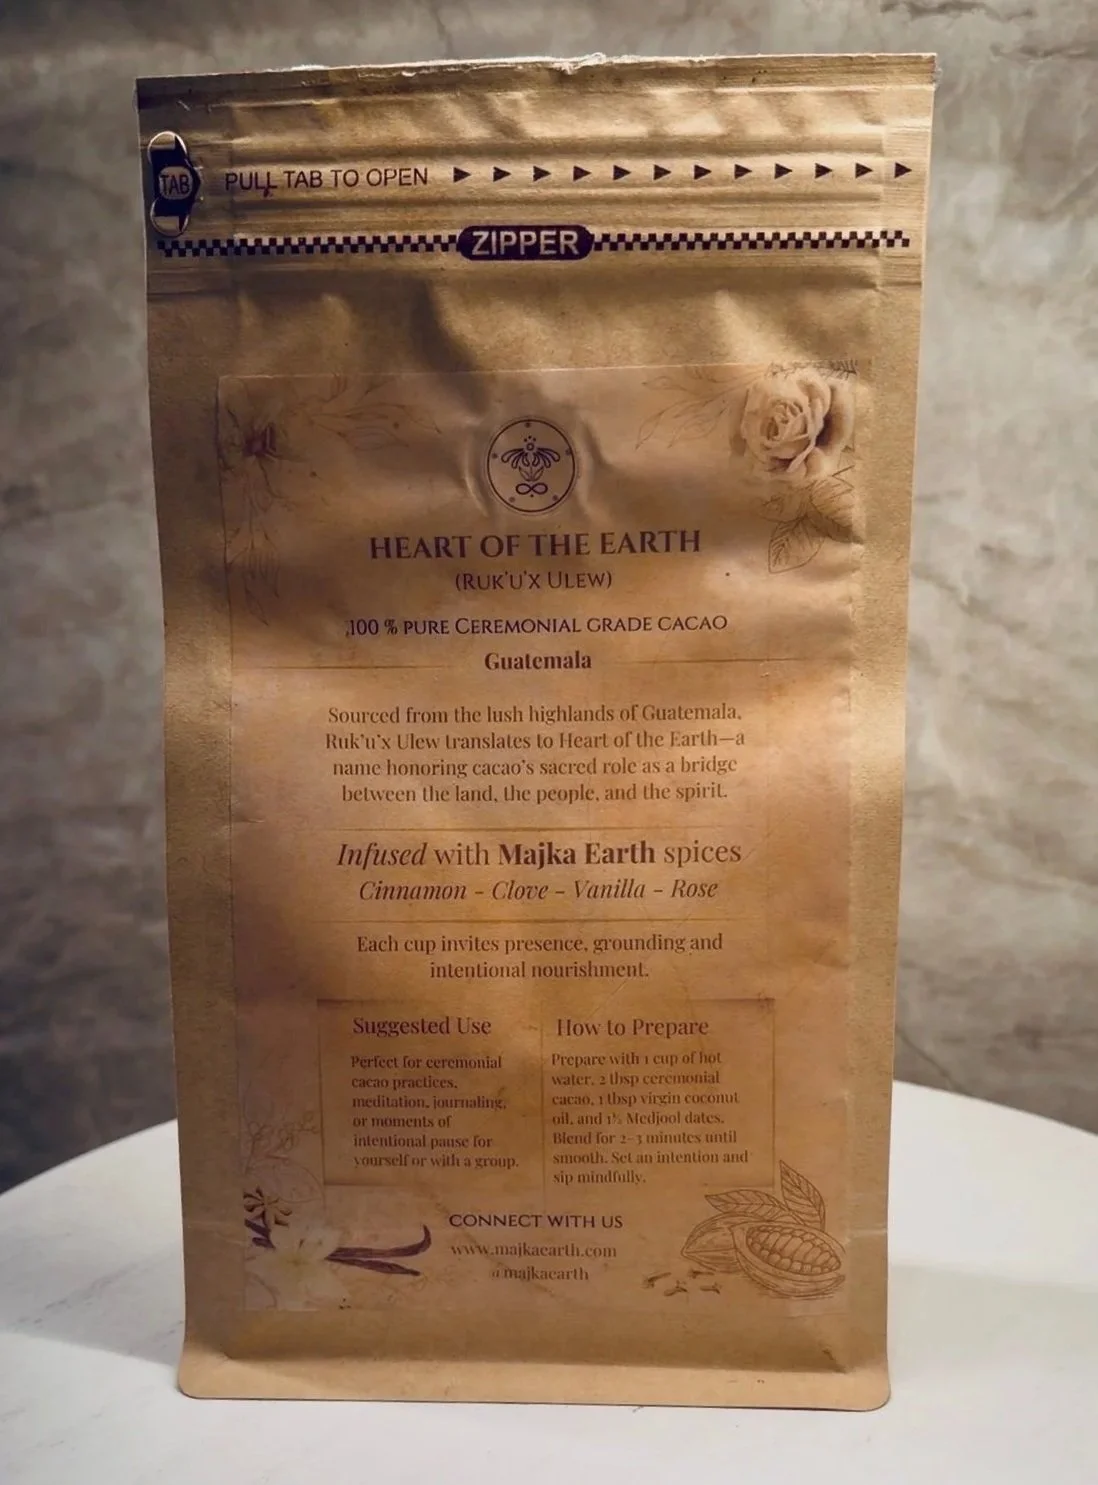 TAB PULL TAB TO OPEN
ZIPPER
HEART OF THE EARTH
(RUK'U'X ULEW)
100 % PURE CEREMONIAL GRADE CACAO
Guatemala
Sourced from the lush highlands of Guatemala,
Ruk'u'x Ulew translates to Heart of the Earth—a
name honoring cacao's sacred role as a bridge
between the land, the people, and the spirit.
Infused with Majka Earth spices
Cinnamon - Clove - Vanilla - Rose
Each cup invites presence, grounding and
intentional nourishment.
Suggested Use
Perfect for ceremonial
cacao practices,
meditation, journaling,
or moments of
intentional pause for
yourself or with a group.
How to Prepare
Prepare with 1 cup of hot
water, 2 tbsp ceremonial
cacao, 1 tbsp virgin coconut
oil, and 1½ Medjool dates.
Blend for 2–3 minutes until
smooth. Set an intention and
sip mindfully.
CONNECT WITH US
www.majkaearth.com
@majkaearth